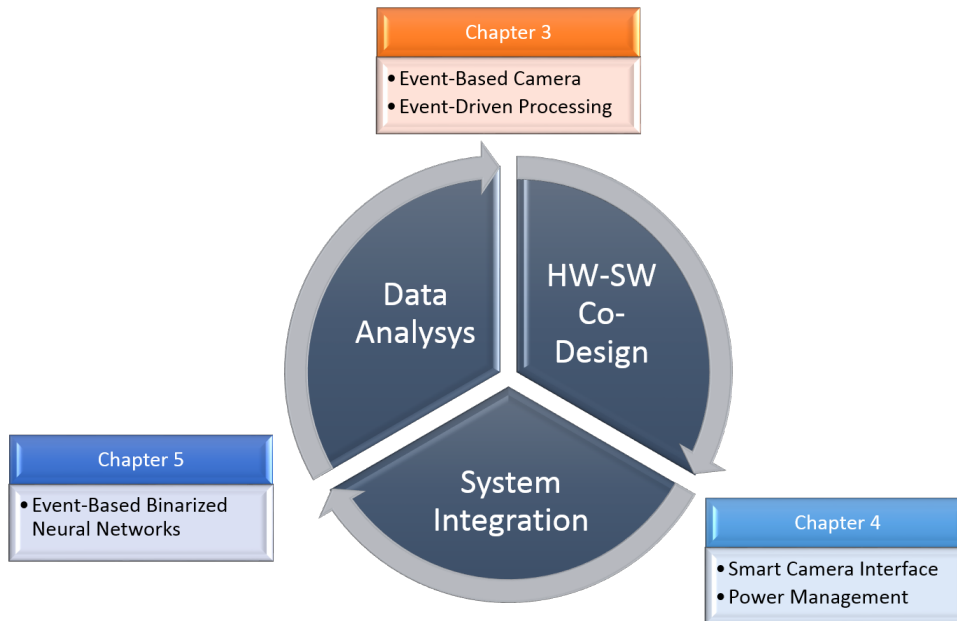 Chapter 3
• Event-Based Camera
• Event-Driven Processing
Data
Analysys
HW-SW
Co-
Design
System
Integration
Chapter 5
• Event-Based Binarized
Neural Networks
Chapter 4
• Smart Camera Interface
• Power Management